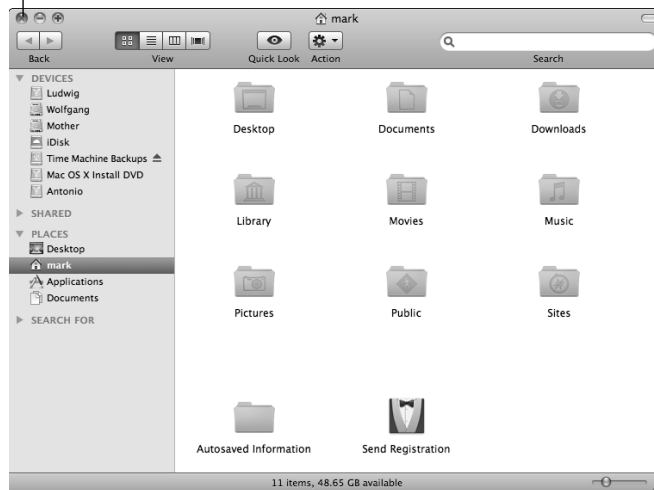 mark
Back
View
Quick Look
Action
Search
DEVICES
Ludwig
Wolfgang
Mother
iDisk
Time Machine Backups
Mac OS X Install DVD
Antonio
SHARED
PLACES
Desktop
mark
Applications
Documents
SEARCH FOR
Desktop
Documents
Downloads
Library
Movies
Music
Pictures
Public
Sites
Autosaved Information
Send Registration
11 items, 48.65 GB available